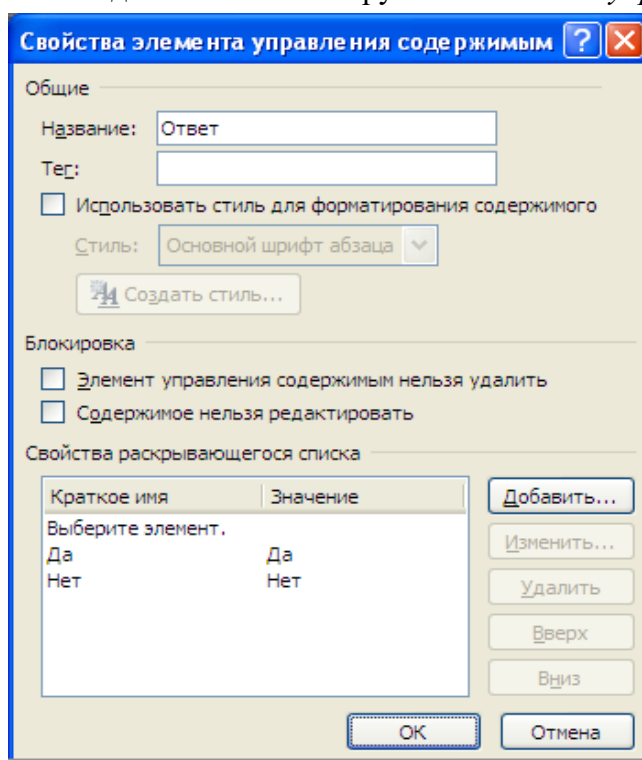 Свойства элемента управления содержимым
Общие
Название: Ответ
Тег:
Использовать стиль для форматирования содержимого
Стиль: Основной шрифт абзаца
Создать стиль...
Блокировка
Элемент управления содержимым нельзя удалить
Содержимое нельзя редактировать
Свойства раскрывающегося списка
Краткое имя Значение Добавить...
Выберите элемент.
Да Да Изменить...
Нет Нет Удалить
Вверх
Вниз
ОК Отмена